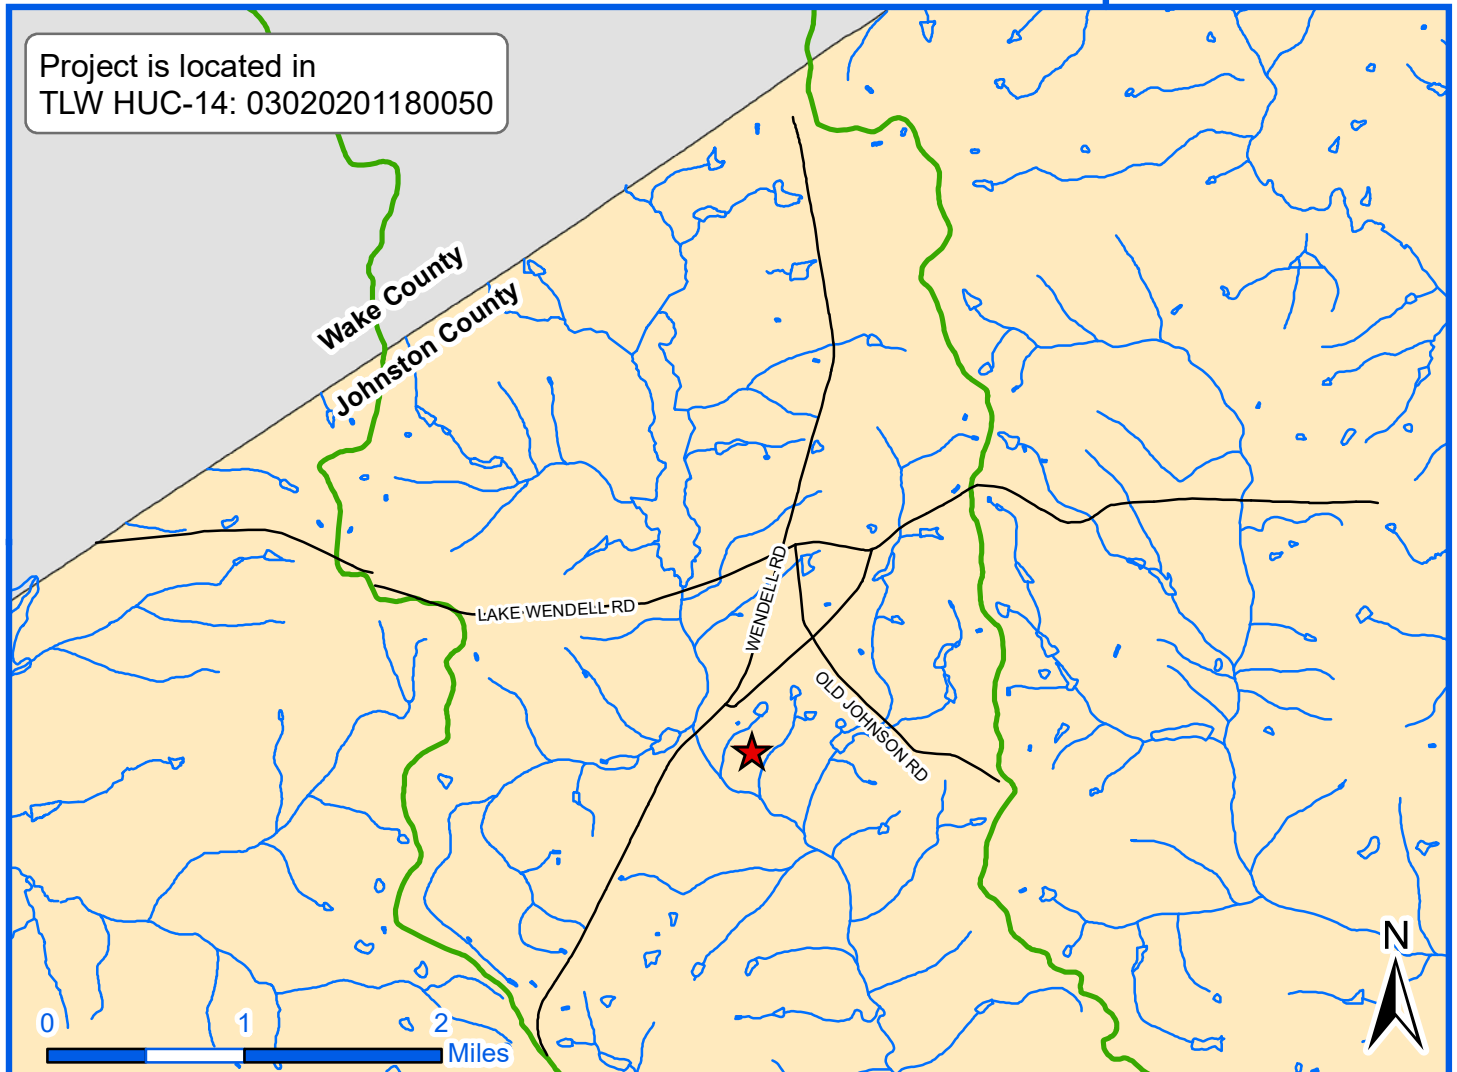 Project is located in
TLW HUC-14: 03020201180050
Wake County
Johnston County
LAKE WENDELL RD
WENDELL RD
OLD JOHNSON RD
N
0 1 2
Miles